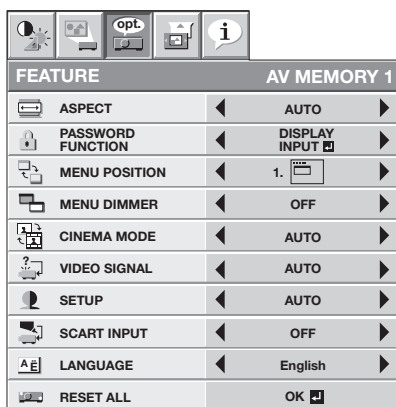 opt.
i
FEATURE AV MEMORY 1
ASPECT AUTO
PASSWORD FUNCTION DISPLAY INPUT
MENU POSITION 1.
MENU DIMMER OFF
CINEMA MODE AUTO
? VIDEO SIGNAL AUTO
SETUP AUTO
SCART INPUT OFF
AË LANGUAGE English
RESET ALL OK